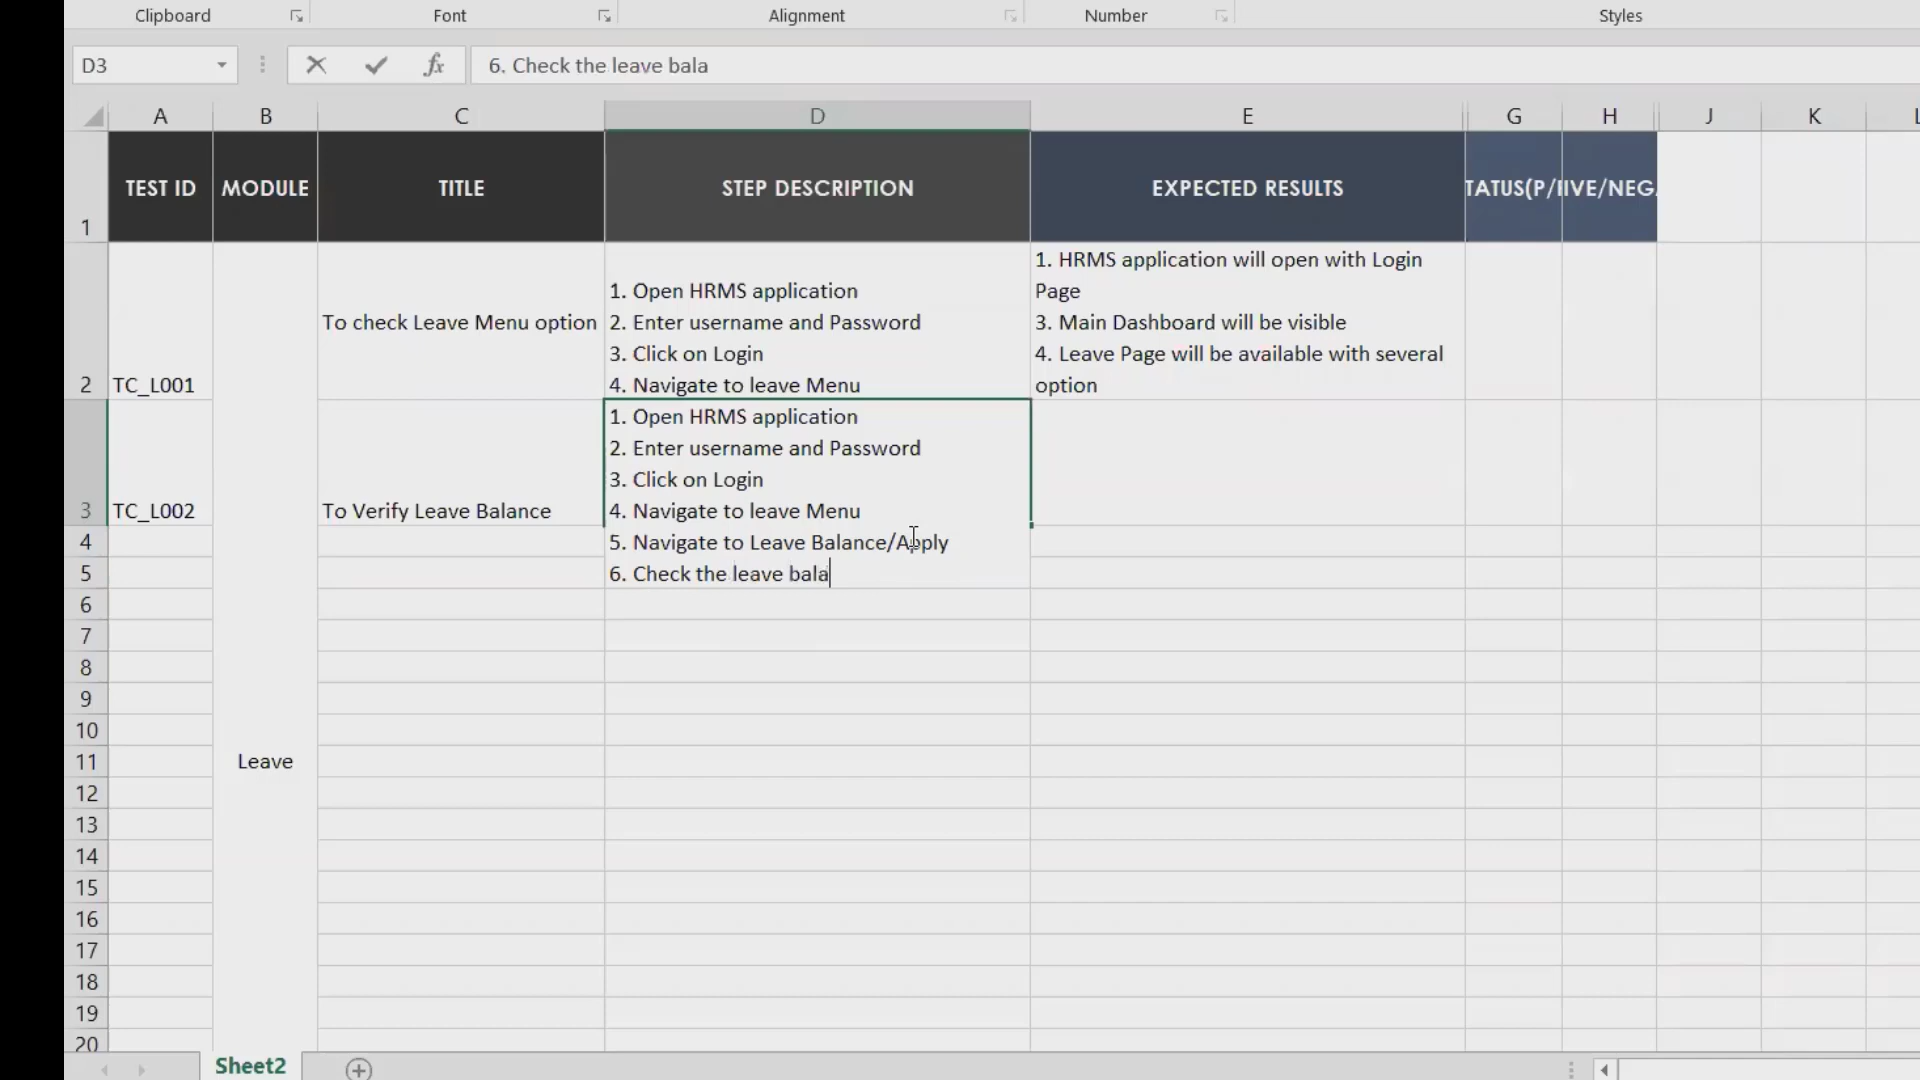 Clipboard Font Alignment Number Styles
D3 fx 6. Check the leave bala
A B C D E G H J K L
1 TEST ID MODULE TITLE STEP DESCRIPTION EXPECTED RESULTS TATUS(P/ IVE/NEG
1. HRMS application will open with Login
Page
3. Main Dashboard will be visible
4. Leave Page will be available with several
option
1. Open HRMS application
2. Enter username and Password
3. Click on Login
4. Navigate to leave Menu
To check Leave Menu option
2 TC_L001
1. Open HRMS application
2. Enter username and Password
3. Click on Login
4. Navigate to leave Menu
5. Navigate to Leave Balance/Apply
6. Check the leave bala
3 TC_L002 To Verify Leave Balance
4
5
6
7
8
9
10
11 Leave
12
13
14
15
16
17
18
19
20
Sheet2